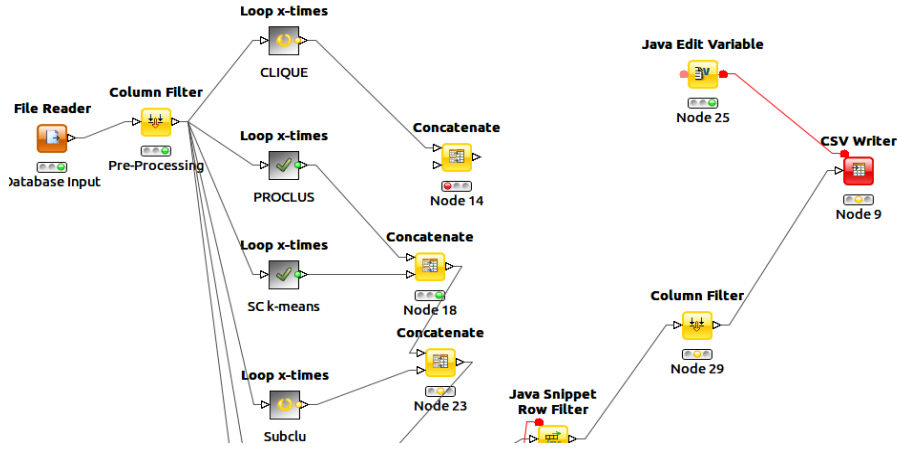 Loop x-times
CLIQUE
Java Edit Variable
Node 25
File Reader
Database Input
Column Filter
Pre-Processing
Loop x-times
PROCLUS
Concatenate
Node 14
CSV Writer
Node 9
Loop x-times
SC k-means
Concatenate
Node 18
Column Filter
Node 29
Loop x-times
Subclu
Concatenate
Node 23
Java Snippet
Row Filter